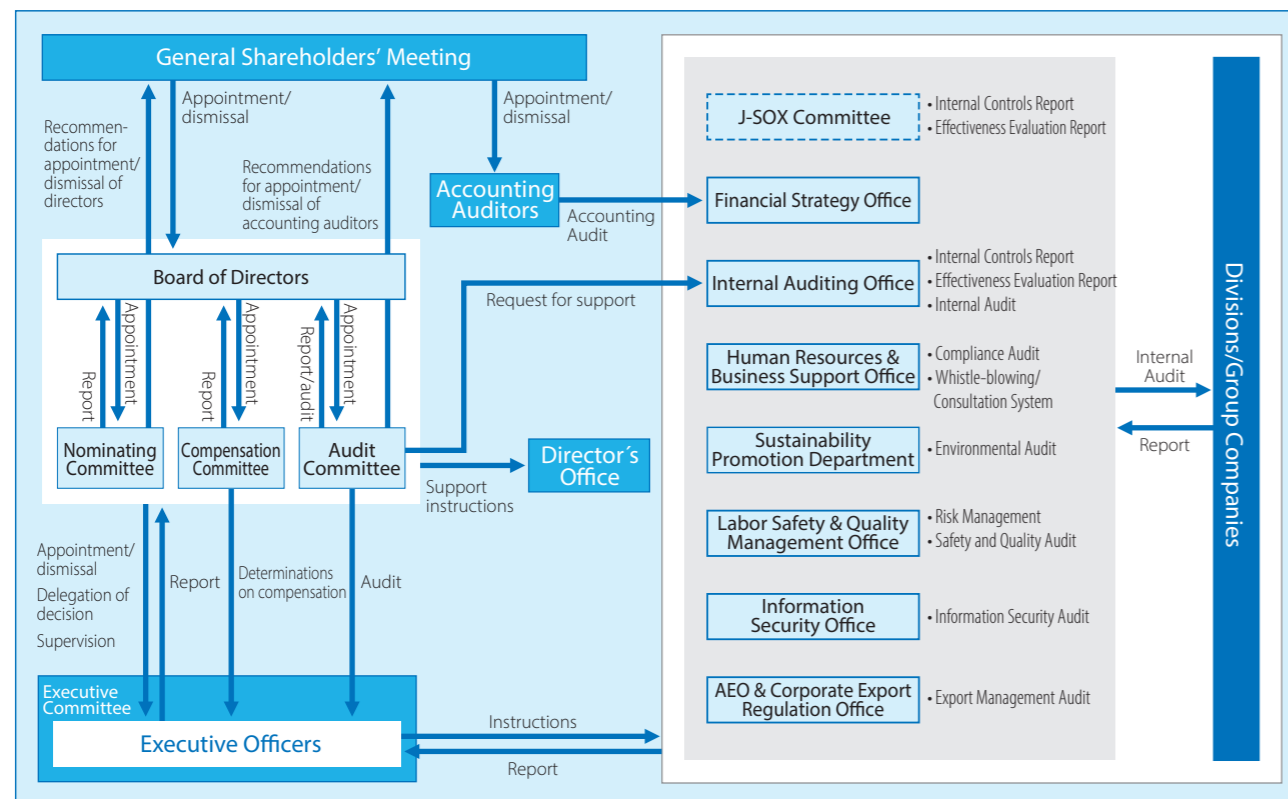 General Shareholders’ Meeting
Appointment/
dismissal
Appointment/
dismissal
Recommen-
dations for
appointment/
dismissal of
directors
Recommendations
for appointment/
dismissal of
accounting auditors
Accounting
Auditors
Accounting
Audit
Board of Directors
Report
Appointment
Report
Appointment
Report/audit
Appointment
Request for support
Nominating
Committee
Compensation
Committee
Audit
Committee
Support
instructions
Director´s
Office
Appointment/
dismissal
Delegation of
decision
Supervision
Report
Determinations
on compensation
Audit
Executive
Committee
Executive Officers
Instructions
Report
J-SOX Committee
• Internal Controls Report
• Effectiveness Evaluation Report
Financial Strategy Office
Internal Auditing Office
• Internal Controls Report
• Effectiveness Evaluation Report
• Internal Audit
Human Resources &
Business Support Office
• Compliance Audit
• Whistle-blowing/
Consultation System
Sustainability
Promotion Department
• Environmental Audit
Labor Safety & Quality
Management Office
• Risk Management
• Safety and Quality Audit
Information
Security Office
• Information Security Audit
AEO & Corporate Export
Regulation Office
• Export Management Audit
Internal
Audit
Report
Divisions/Group Companies